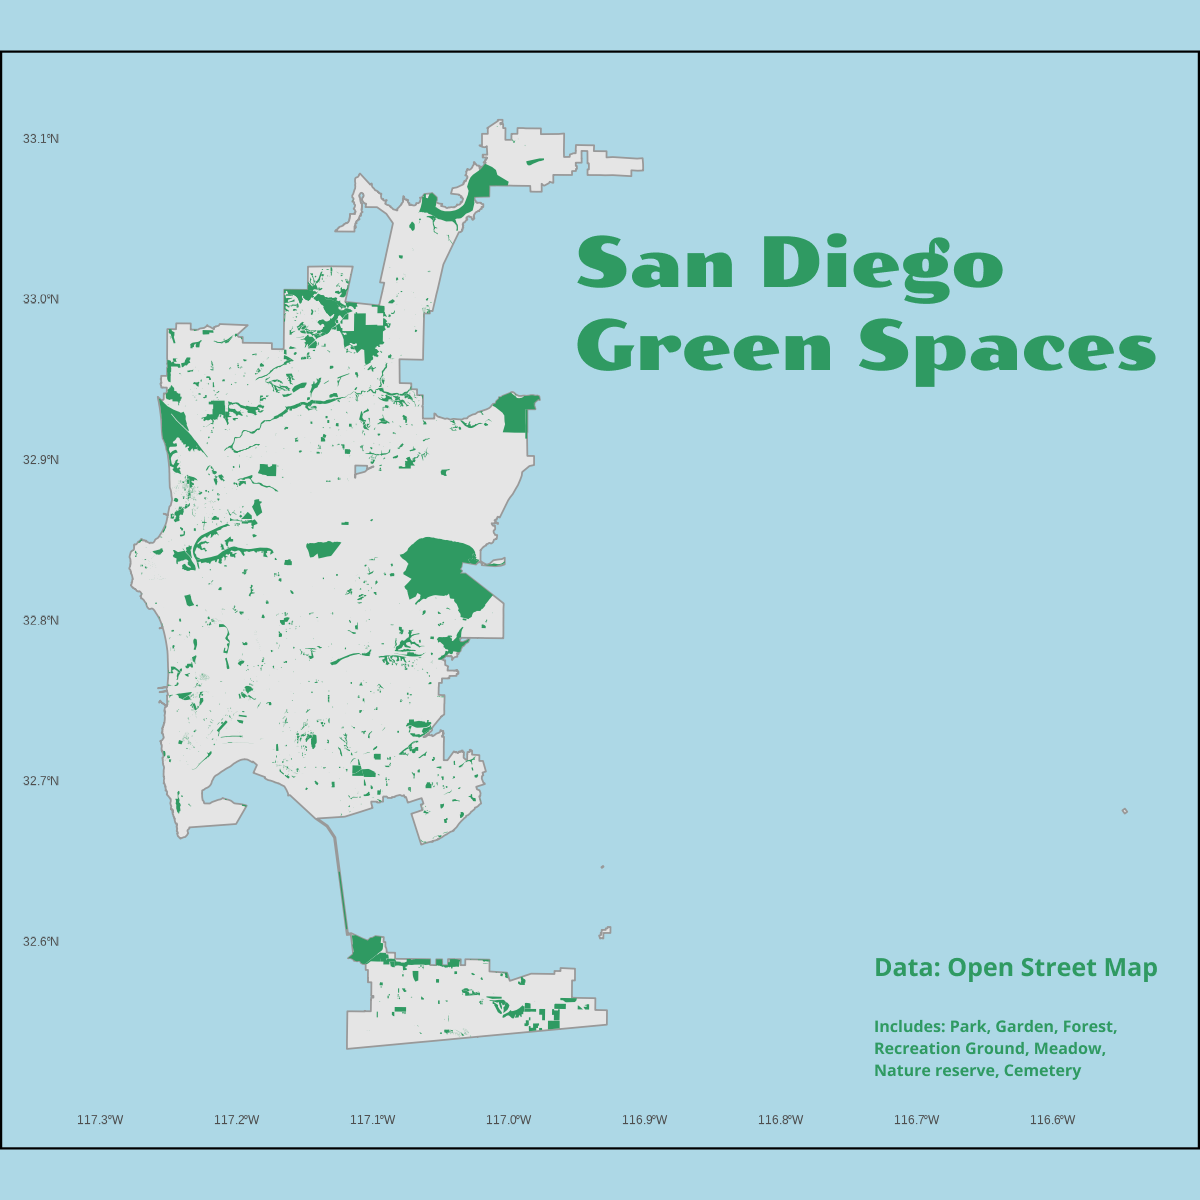 San Diego
Green Spaces
33.1°N
33.0°N
32.9°N
32.8°N
32.7°N
32.6°N
Data: Open Street Map
Includes: Park, Garden, Forest,
Recreation Ground, Meadow,
Nature reserve, Cemetery
117.3°W 117.2°W 117.1°W 117.0°W 116.9°W 116.8°W 116.7°W 116.6°W